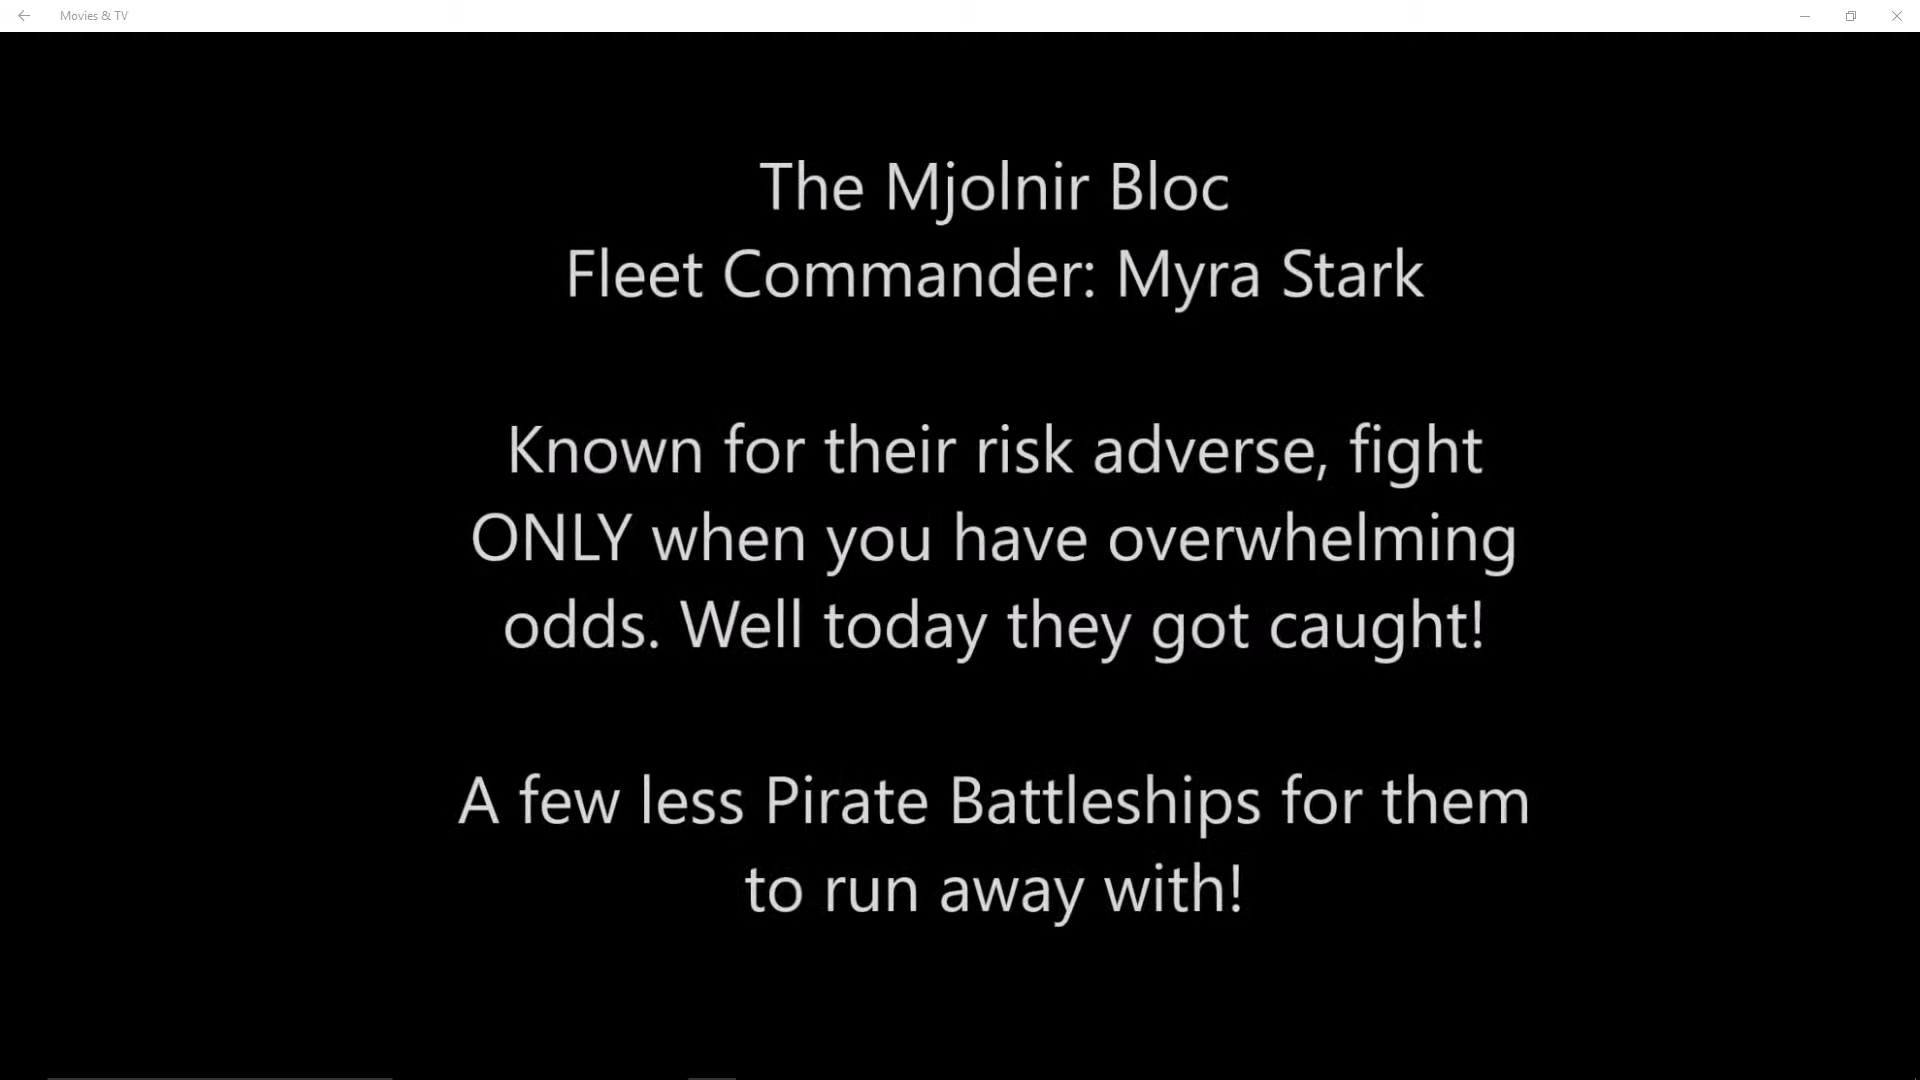 Movies & TV
The Mjolnir Bloc
Fleet Commander: Myra Stark
Known for their risk adverse, fight
ONLY when you have overwhelming
odds. Well today they got caught!
A few less Pirate Battleships for them
to run away with!